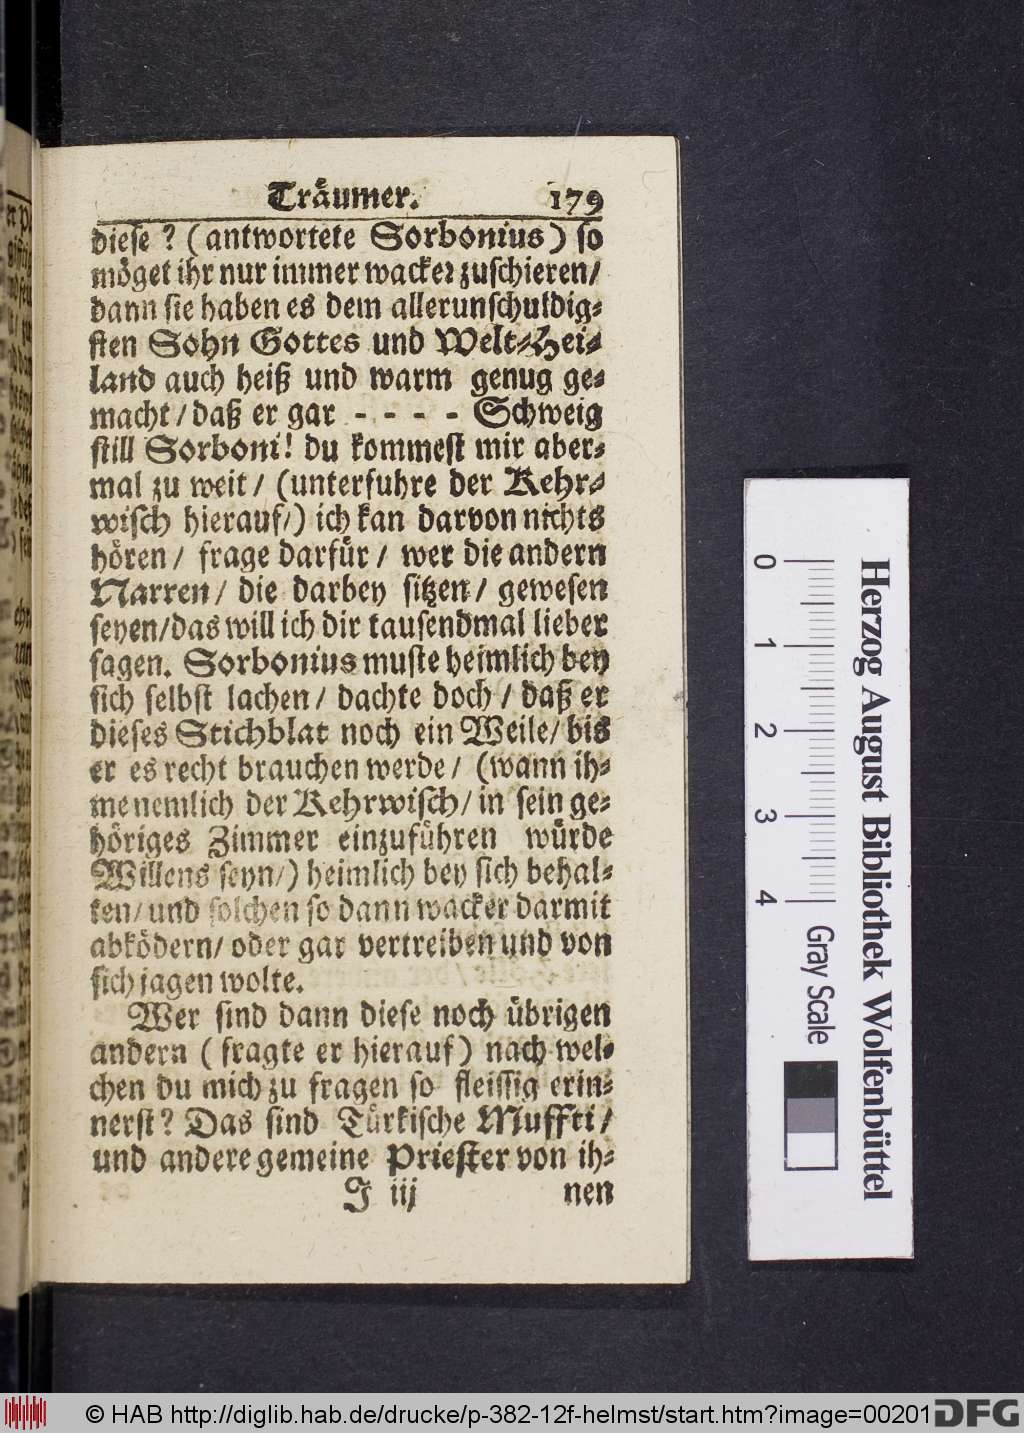 Träumer. 179
diese ? (antwortete Sorbonius) so
möget ihr nur immer wacker zuschieren/
dann sie haben es dem allerunschuldig-
sten Sohn Gottes und Welt-Hei-
land auch heiß und warm genug ge-
macht/ daß er gar - - - - Schweig
still Sorboni! du kommest mir aber-
mal zu weit/ (unterfuhre der Kehr-
wisch hierauf/) ich kan darvon nichts
hören/ frage darfür/ wer die andern
Narren/ die darbey sitzen/ gewesen
seyen/das will ich dir tausendmal lieber
sagen. Sorbonius muste heimlich bey
sich selbst lachen/ dachte doch/ daß er
dieses Stichblat noch ein Weile/ bis
er es recht brauchen werde/ (wann ih-
me nemlich der Kehrwisch/ in sein ge-
höriges Zimmer einzuführen würde
Willens seyn/) heimlich bey sich behal-
ten/ und solchen so dann wacker darmit
abködern/ oder gar vertreiben und von
sich jagen wolte.
Wer sind dann diese noch übrigen
andern (fragte er hierauf) nach wel-
chen du mich zu fragen so fleissig erin-
nerst? Das sind Türkische Muffti/
und andere gemeine Priester von ih-
J iij nen
0 1 2 3 4 Gray Scale
Herzog August Bibliothek Wolfenbüttel
© HAB http://diglib.hab.de/drucke/p-382-12f-helmst/start.htm?image=00201
DFG